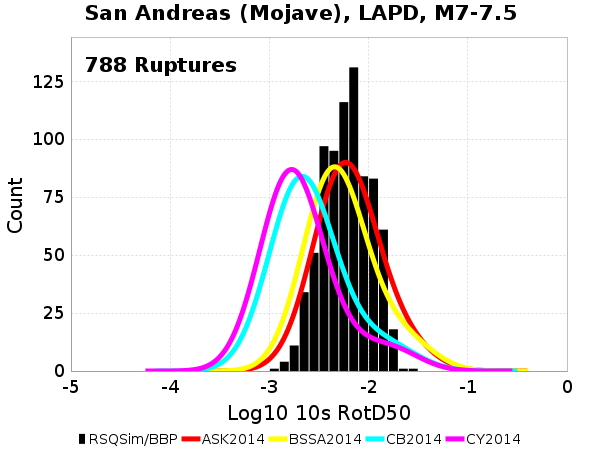 San Andreas (Mojave), LAPD, M7-7.5
788 Ruptures
125
100
75
50
25
0
Count
-5 -4 -3 -2 -1 0
Log10 10s RotD50
RSQSim/BBP ASK2014 BSSA2014 CB2014 CY2014